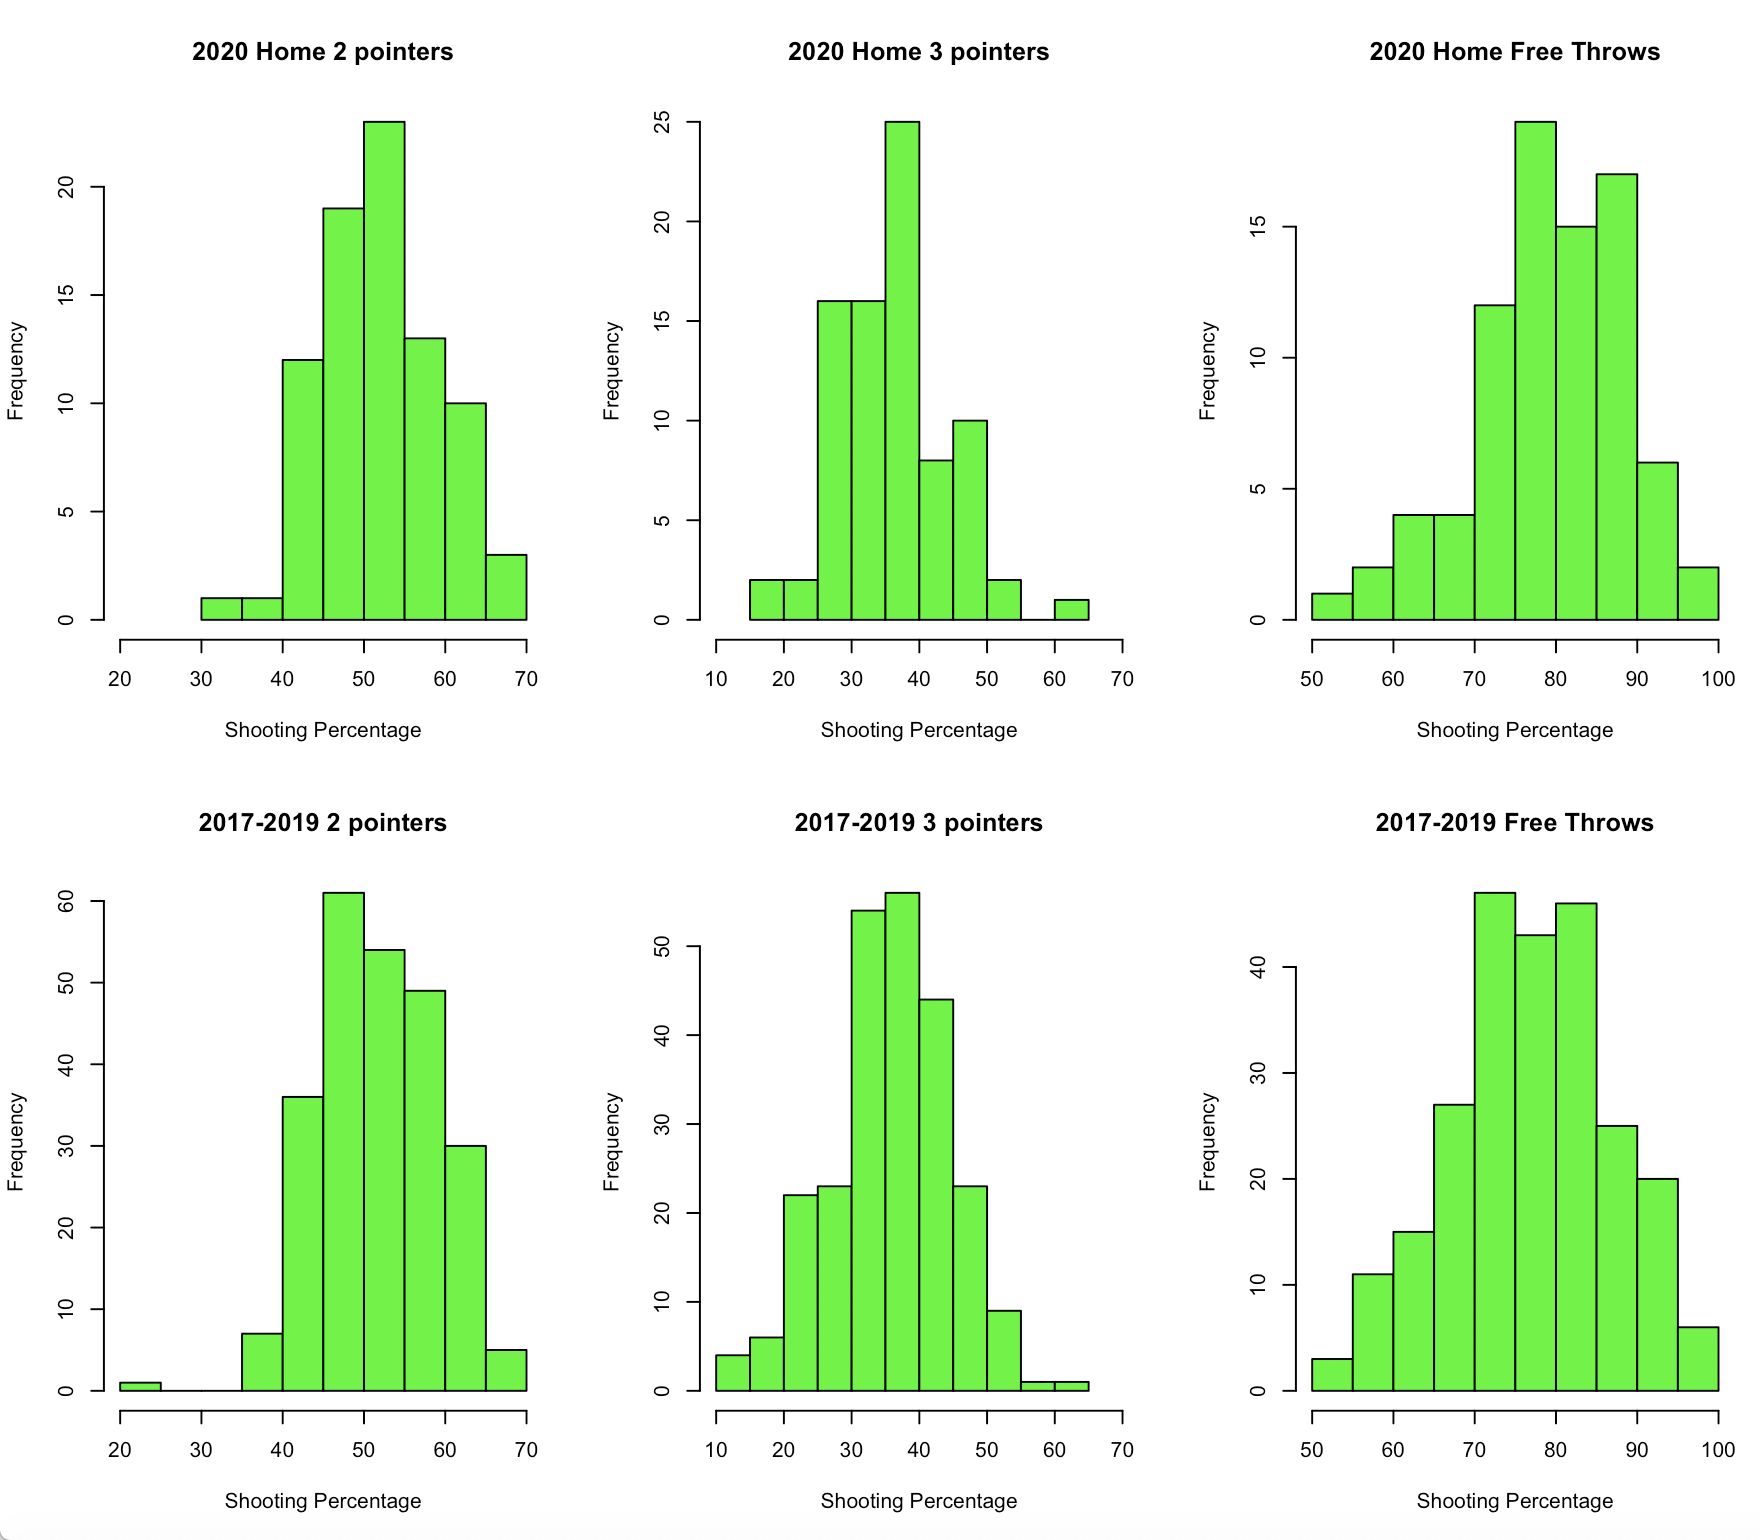 2020 Home 2 pointers
Frequency
0
5
10
15
20
20 30 40 50 60 70
Shooting Percentage
2020 Home 3 pointers
Frequency
0
5
10
15
20
25
10 20 30 40 50 60 70
Shooting Percentage
2020 Home Free Throws
Frequency
0
5
10
15
50 60 70 80 90 100
Shooting Percentage
2017-2019 2 pointers
Frequency
0
10
20
30
40
50
60
20 30 40 50 60 70
Shooting Percentage
2017-2019 3 pointers
Frequency
0
10
20
30
40
50
10 20 30 40 50 60 70
Shooting Percentage
2017-2019 Free Throws
Frequency
0
10
20
30
40
50 60 70 80 90 100
Shooting Percentage